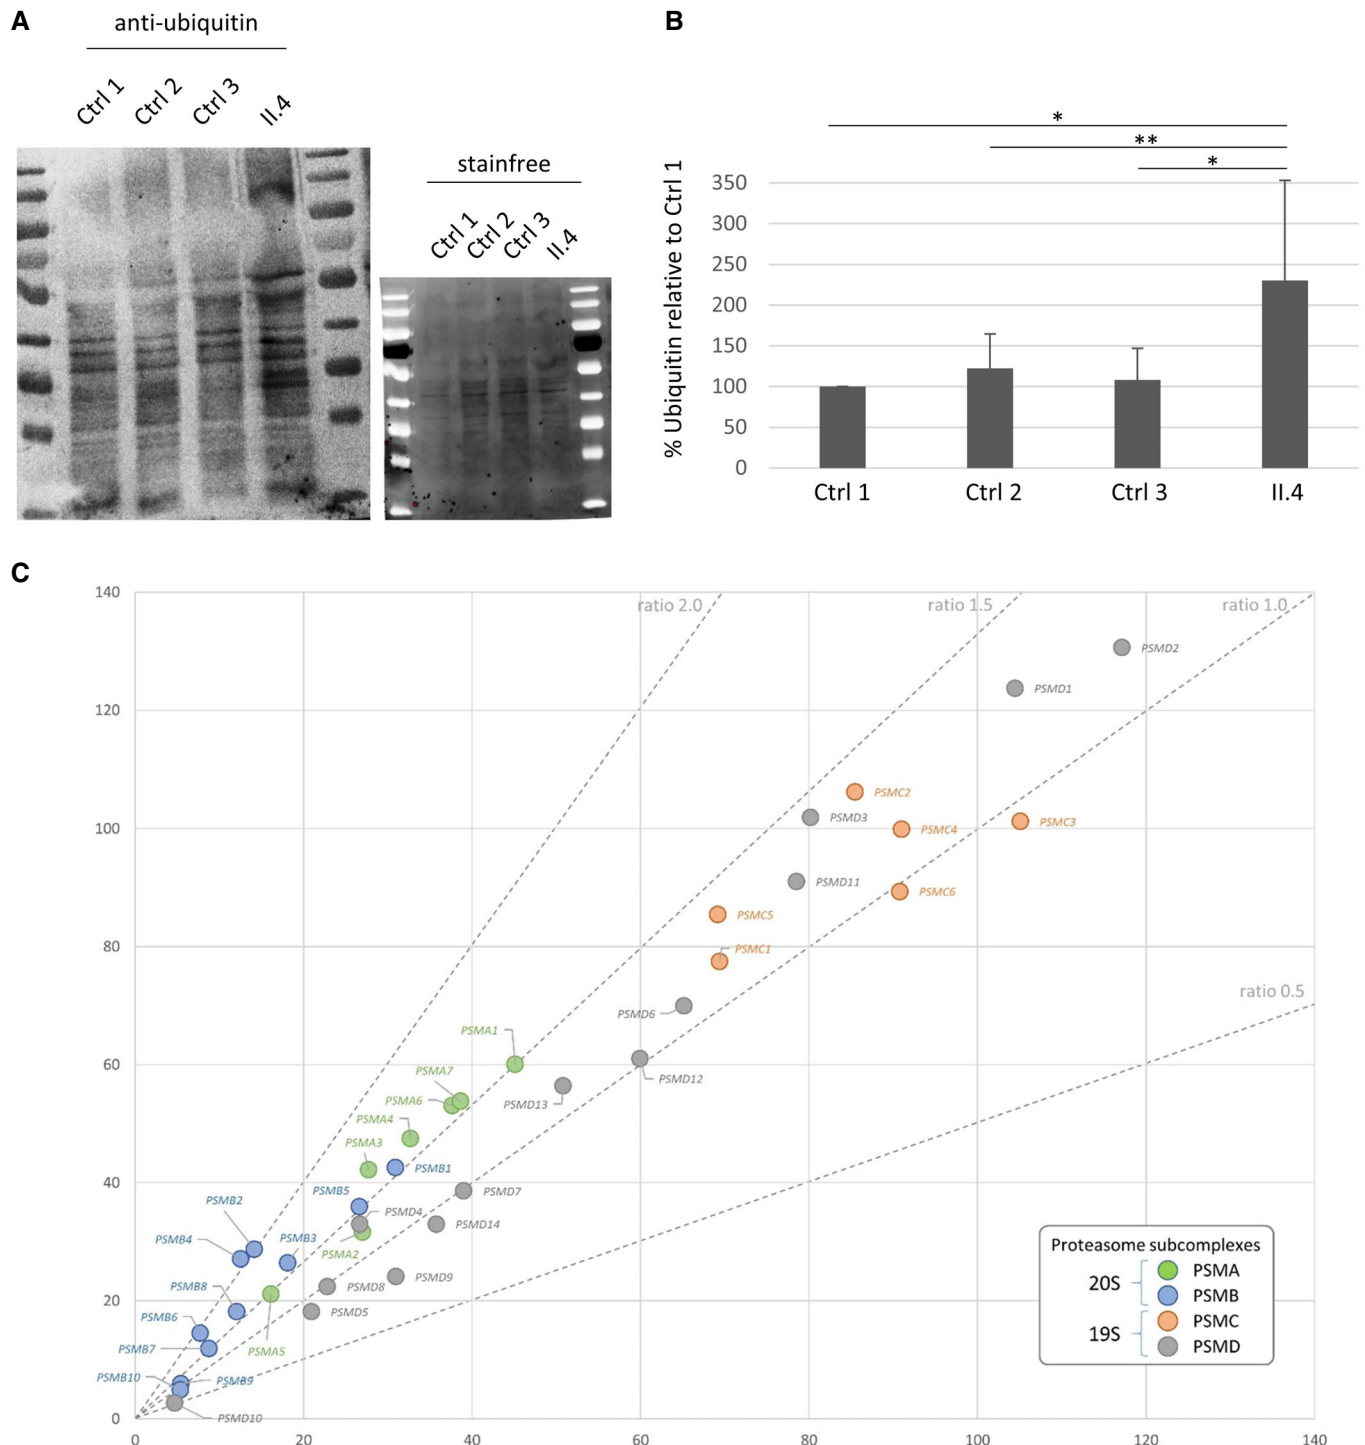 A
anti-ubiquitin
Ctrl 1
Ctrl 2
Ctrl 3
II.4
stainfree
Ctrl 1
Ctrl 2
Ctrl 3
II.4
B
*
**
*
% Ubiquitin relative to Ctrl 1
350
300
250
200
150
100
50
0
Ctrl 1
Ctrl 2
Ctrl 3
II.4
C
140
120
100
80
60
40
20
0
0
20
40
60
80
100
120
140
ratio 2.0
ratio 1.5
ratio 1.0
ratio 0.5
PSMD2
PSMD1
PSMC2
PSMD3
PSMC4
PSMC3
PSMD11
PSMC6
PSMC5
PSMC1
PSMD6
PSMA1
PSMD12
PSMA7
PSMA6
PSMD13
PSMA4
PSMA3
PSMB1
PSMB5
PSMD7
PSMB2
PSMD4
PSMD14
PSMB4
PSMB3
PSMA2
PSMD9
PSMB8
PSMD8
PSMB6
PSMD5
PSMB7
PSMA5
PSMB10
PSMB9
PSMD10
Proteasome subcomplexes
20S
PSMA
PSMB
19S
PSMC
PSMD